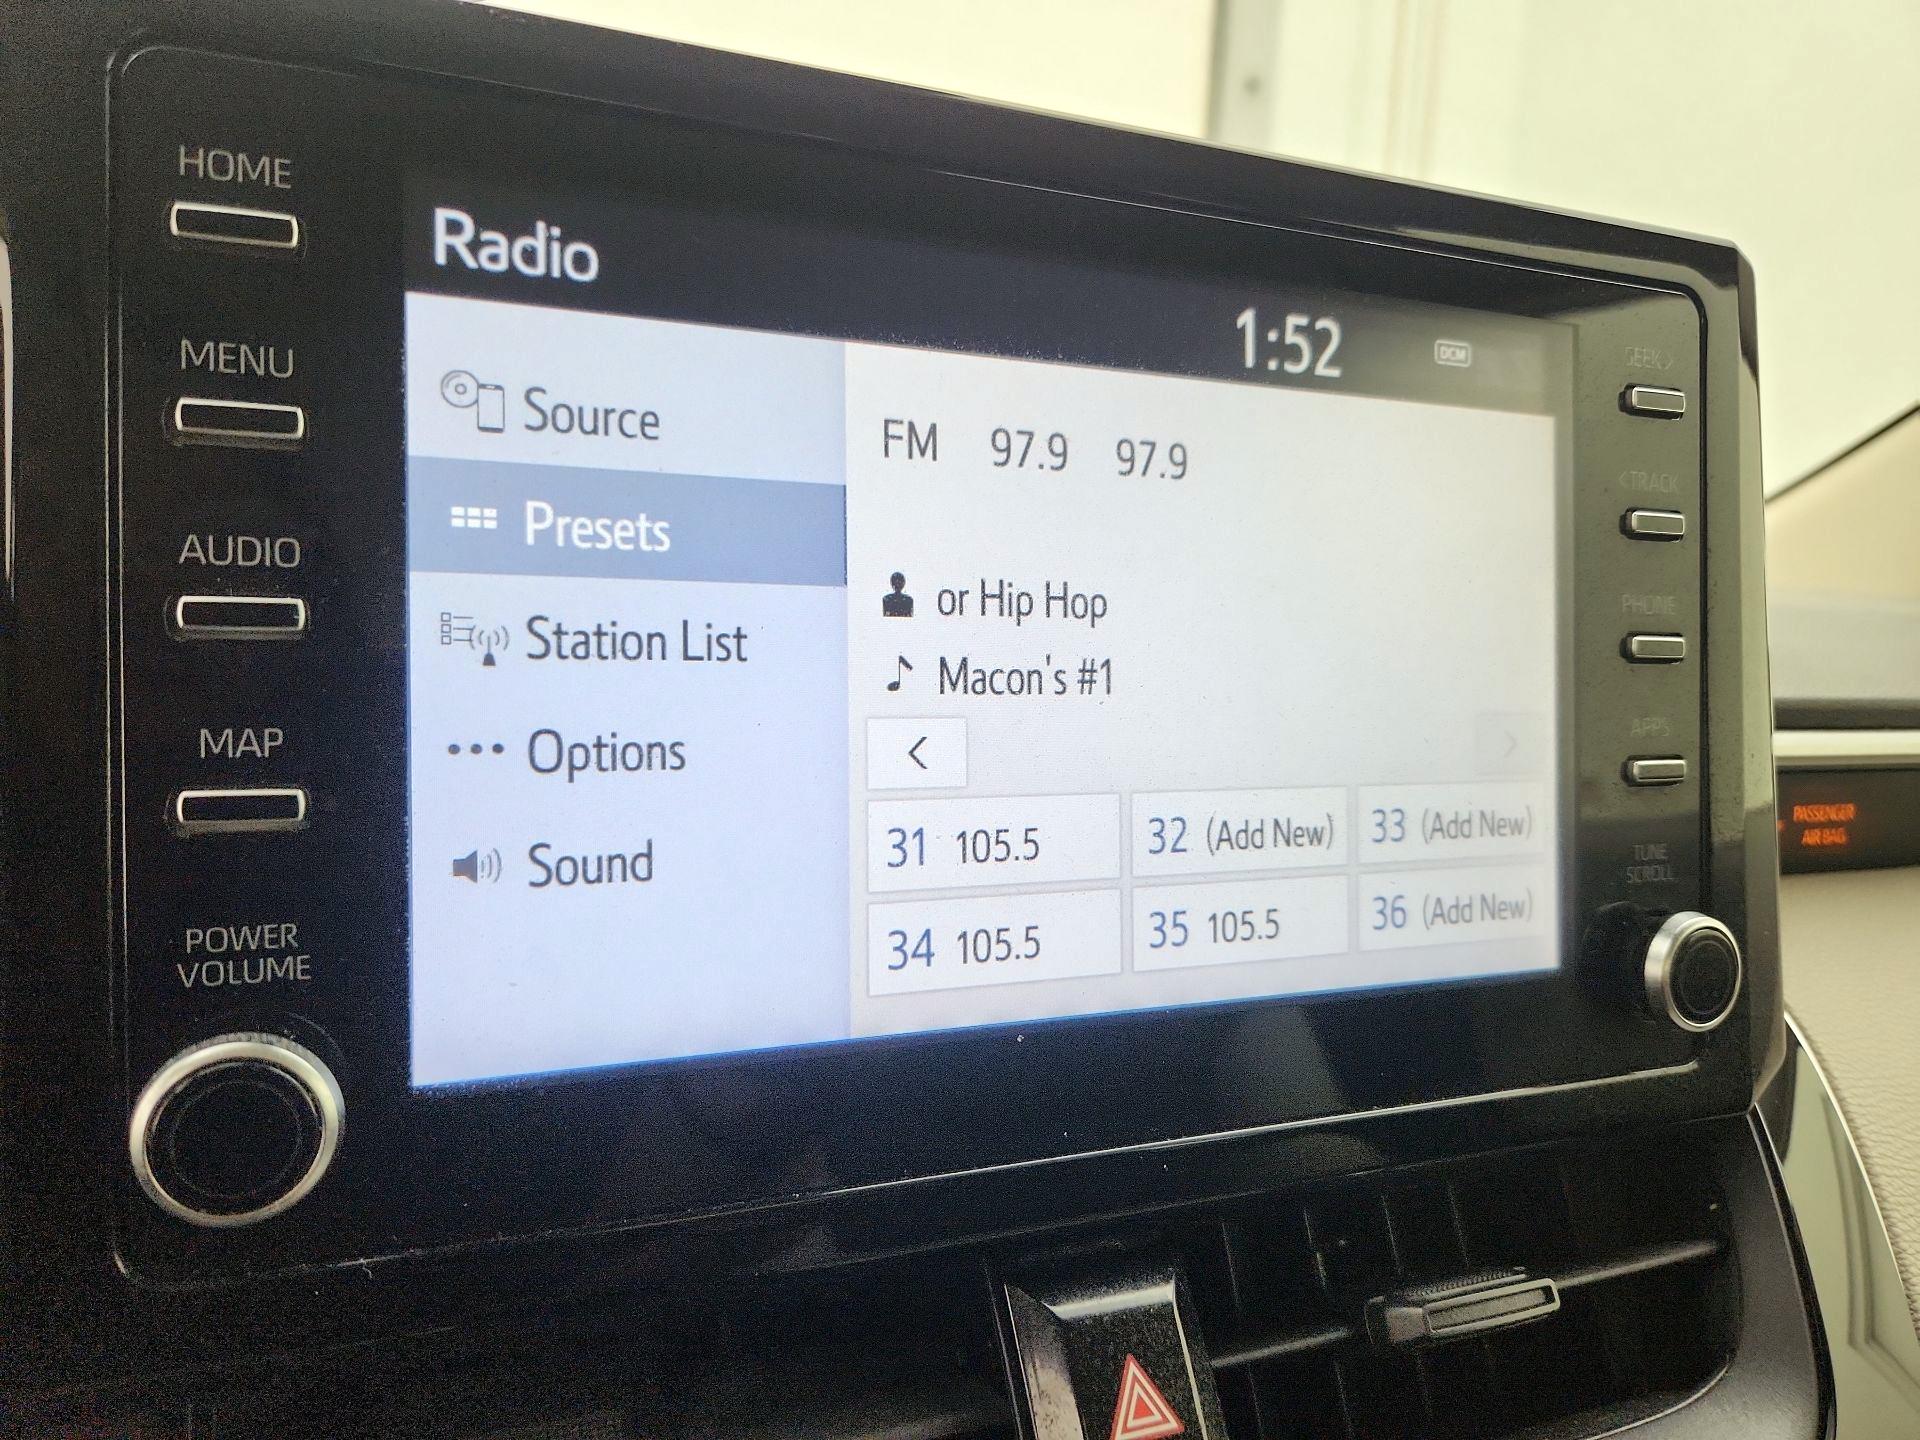 HOME
MENU
AUDIO
MAP
POWER
VOLUME
Radio
1:52
DCM
Source
Presets
Station List
Options
Sound
FM 97.9 97.9
or Hip Hop
Macon's #1
<
>
31 105.5
32 (Add New)
33 (Add New)
34 105.5
35 105.5
36 (Add New)
SEEK >
< TRACK
PHONE
APPS
TUNE
SCROLL
PASSENGER
AIR BAG